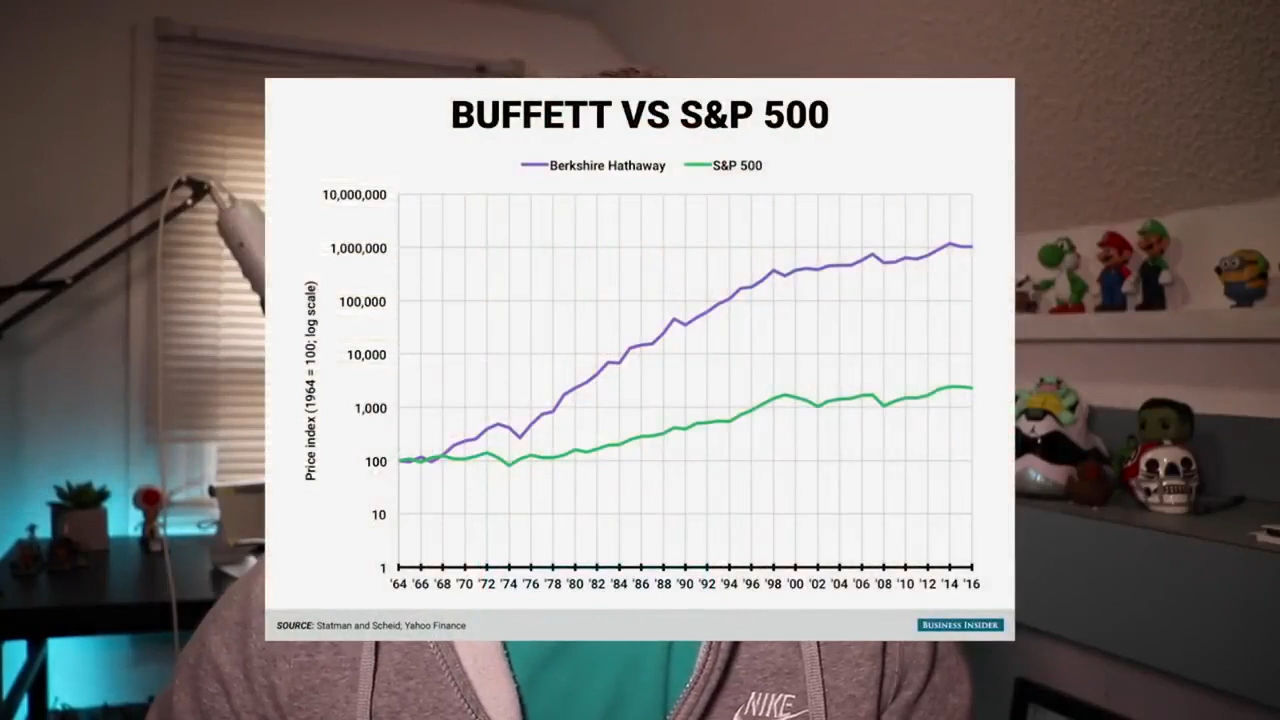 BUFFETT VS S&P 500
Berkshire Hathaway S&P 500
Price index (1964 = 100; log scale)
10,000,000
1,000,000
100,000
10,000
1,000
100
10
1
'64 '66 '68 '70 '72 '74 '76 '78 '80 '82 '84 '86 '88 '90 '92 '94 '96 '98 '00 '02 '04 '06 '08 '10 '12 '14 '16
SOURCE: Statman and Scheid; Yahoo Finance
BUSINESS INSIDER
NIKE